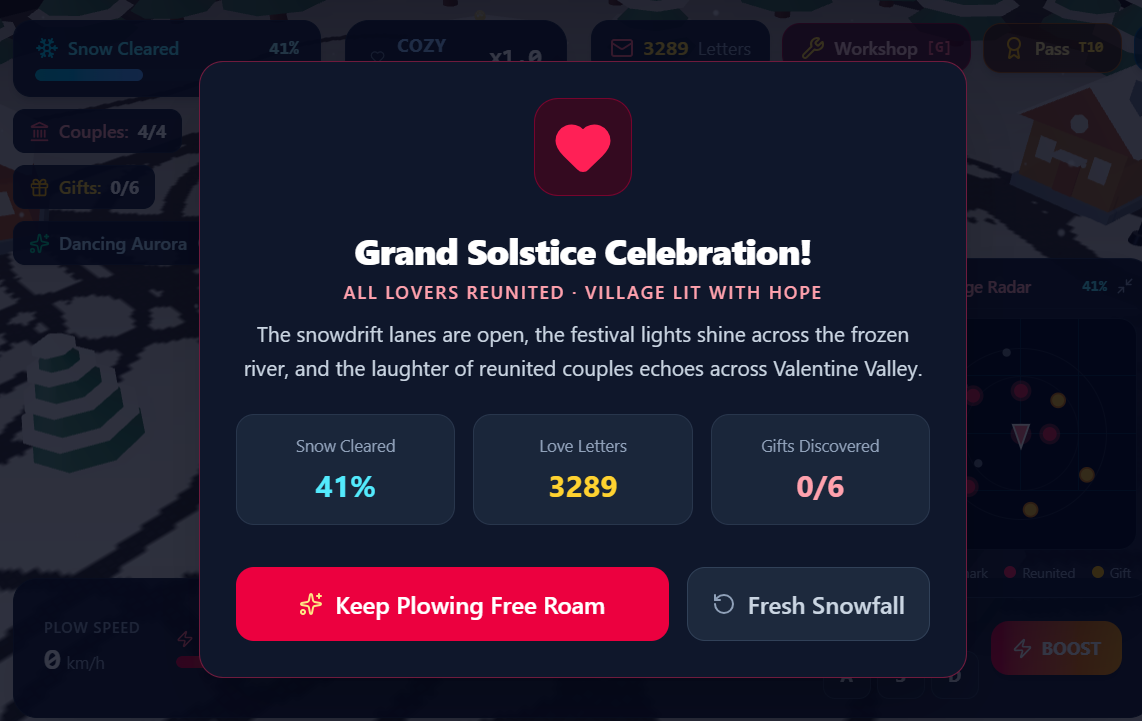 Snow Cleared 41%
COZY
x1.0
3289 Letters
Workshop [G]
Pass T10
Couples: 4/4
Gifts: 0/6
Dancing Aurora
Radar 41%
Grand Solstice Celebration!
ALL LOVERS REUNITED · VILLAGE LIT WITH HOPE
The snowdrift lanes are open, the festival lights shine across the frozen
river, and the laughter of reunited couples echoes across Valentine Valley.
Snow Cleared
41%
Love Letters
3289
Gifts Discovered
0/6
Reunited
Gift
Keep Plowing Free Roam
Fresh Snowfall
PLOW SPEED
0 km/h
BOOST
A S D